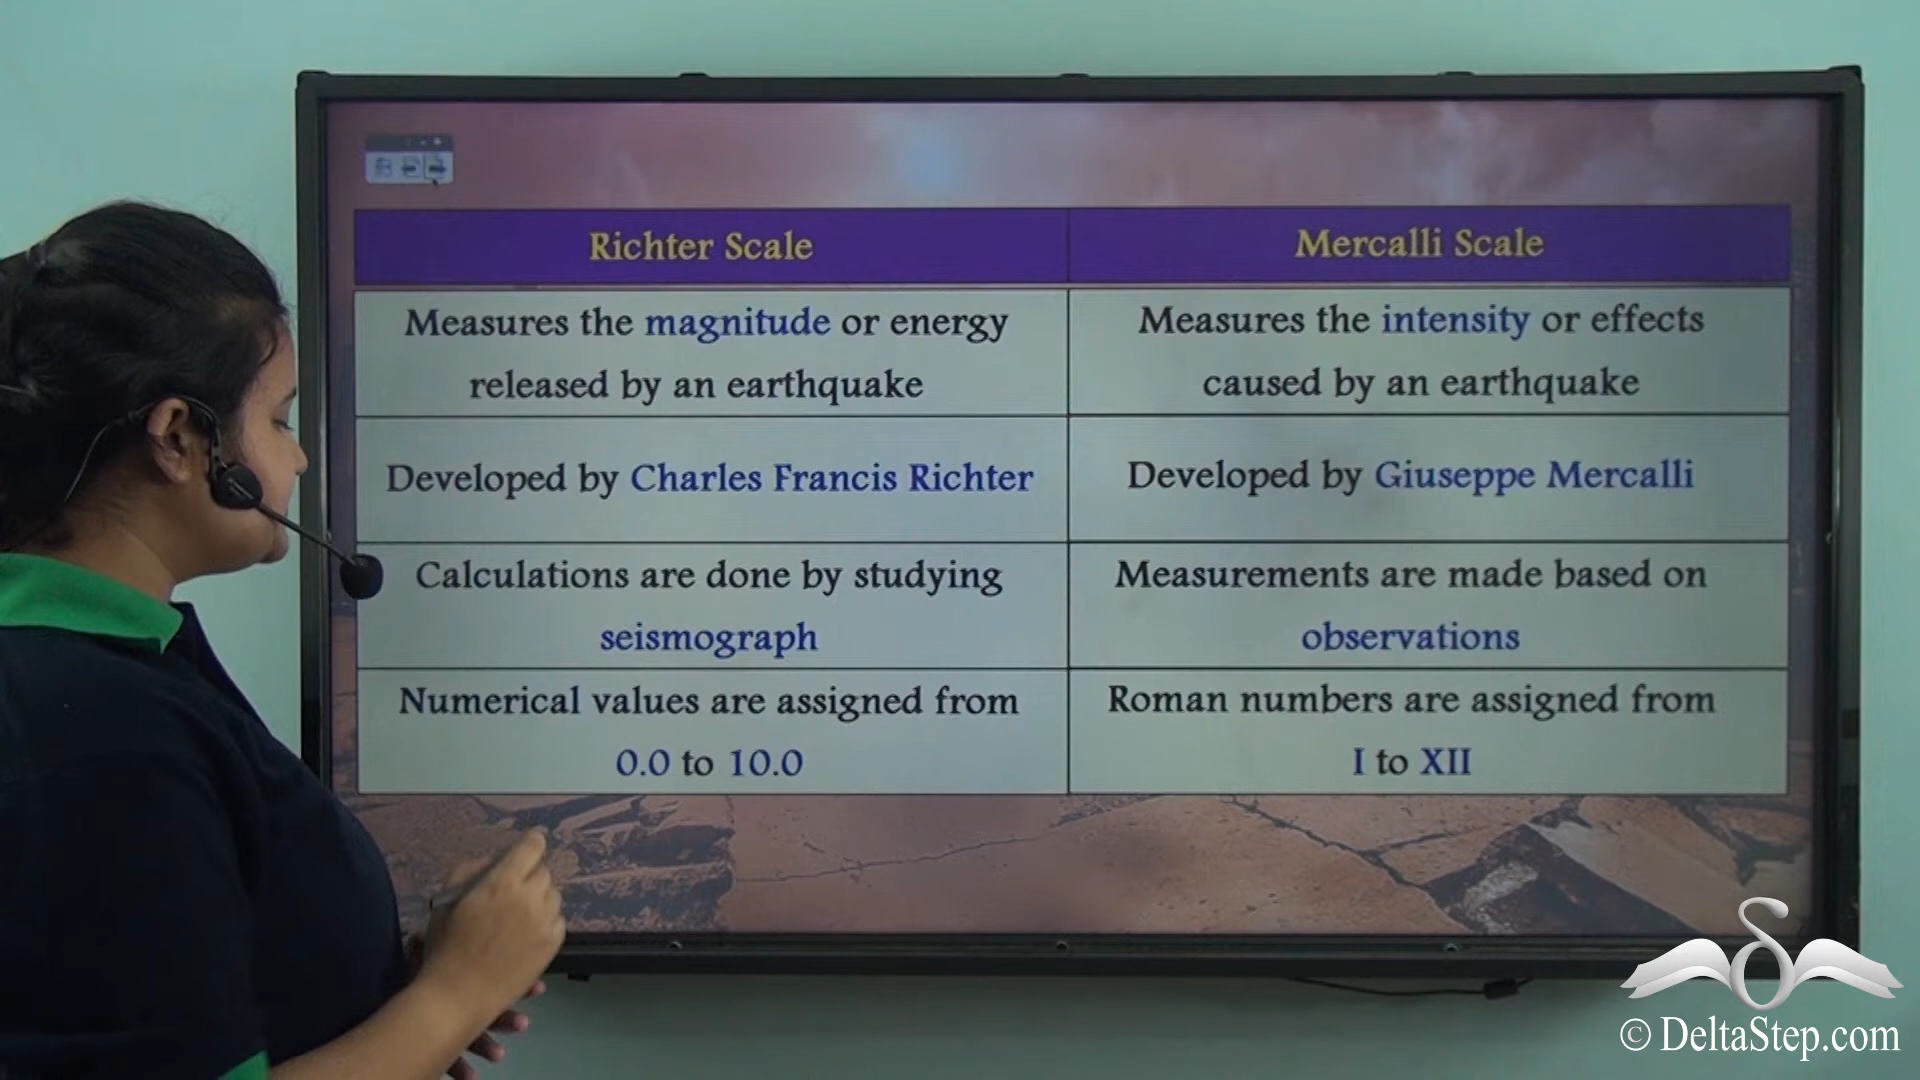 Richter Scale
Mercalli Scale
Measures the magnitude or energy
released by an earthquake
Measures the intensity or effects
caused by an earthquake
Developed by Charles Francis Richter
Developed by Giuseppe Mercalli
Calculations are done by studying
seismograph
Measurements are made based on
observations
Numerical values are assigned from
0.0 to 10.0
Roman numbers are assigned from
I to XII
© DeltaStep.com